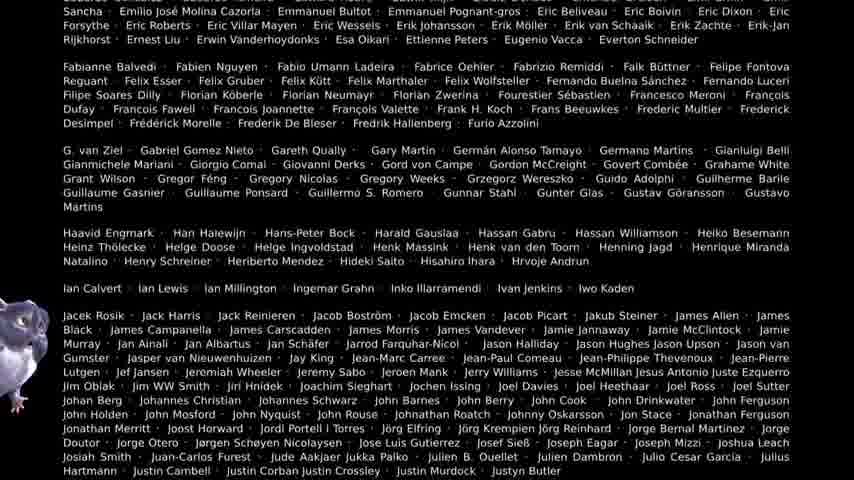 Sancha · Emilio José Molina Cazorla · Emmanuel Bultot · Emmanuel Pognant-gros · Eric Beliveau · Eric Boivin · Eric Dixon · Eric
Forsythe · Eric Roberts · Eric Villar Mayen · Eric Wessels · Erik Johansson · Erik Möller · Erik van Schaaik · Erik Zachte · Erik-Jan
Rijkhorst · Ernest Liu · Erwin Vanderhoydonks · Esa Oikari · Ettienne Peters · Eugenio Vacca · Everton Schneider
Fabianne Balvedi · Fabien Nguyen · Fabio Umann Ladeira · Fabrice Oehler · Fabrizio Remiddi · Falk Büttner · Felipe Fontova
Reguant · Felix Esser · Felix Gruber · Felix Kütt · Felix Marthaler · Felix Wolfsteller · Fernando Buelna Sánchez · Fernando Luceri
Filipe Soares Dilly · Florian Köberle · Florian Neumayr · Florian Zwerina · Fourestier Sébastien · Francesco Meroni · François
Dufay · Francois Fawell · Francois Joannette · François Valette · Frank H. Koch · Frans Beeuwkes · Frederic Multier · Frederick
Desimpel · Frédérick Morelle · Frederik De Bleser · Fredrik Hallenberg · Furio Azzolini
G. van Ziel · Gabriel Gomez Nieto · Gareth Qually · Gary Martin · Germán Alonso Tamayo · Germano Martins · Gianluigi Belli
Gianmichele Mariani · Giorgio Comai · Giovanni Derks · Gord von Campe · Gordon McCreight · Govert Combée · Grahame White
Grant Wilson · Gregor Féng · Gregory Nicolas · Gregory Weeks · Grzegorz Wereszko · Guido Adolphi · Guilherme Barile
Guillaume Gasnier · Guillaume Ponsard · Guillermo S. Romero · Gunnar Stahl · Gunter Glas · Gustav Göransson · Gustavo
Martins
Haavid Engmark · Han Halewijn · Hans-Peter Bock · Harald Gauslaa · Hassan Gabru · Hassan Williamson · Heiko Besemann
Heinz Thölecke · Helge Doose · Helge Ingvoldstad · Henk Massink · Henk van den Toorn · Henning Jagd · Henrique Miranda
Natalino · Henry Schreiner · Heriberto Mendez · Hideki Saito · Hisahiro Ihara · Hrvoje Andrun
Ian Calvert · Ian Lewis · Ian Millington · Ingemar Grahn · Inko Illarramendi · Ivan Jenkins · Iwo Kaden
Jacek Rosik · Jack Harris · Jack Reinieren · Jacob Boström · Jacob Emcken · Jacob Picart · Jakub Steiner · James Allen · James
Black · James Campanella · James Carscadden · James Morris · James Vandever · Jamie Jannaway · Jamie McClintock · Jamie
Murray · Jan Ainali · Jan Albartus · Jan Schäfer · Jarrod Farquhar-Nicol · Jason Halliday · Jason Hughes Jason Upson · Jason van
Gumster · Jasper van Nieuwenhuizen · Jay King · Jean-Marc Carree · Jean-Paul Comeau · Jean-Philippe Thevenoux · Jean-Pierre
Lutgen · Jef Jansen · Jeremiah Wheeler · Jeremy Sabo · Jeroen Mank · Jerry Williams · Jesse McMillan Jesus Antonio Juste Ezquerro
Jim Oblak · Jim WW Smith · Jirí Hnídek · Joachim Sieghart · Jochen Issing · Joel Davies · Joel Heethaar · Joel Ross · Joel Sutter
Johan Berg · Johannes Christian · Johannes Schwarz · John Barnes · John Berry · John Cook · John Drinkwater · John Ferguson
John Holden · John Mosford · John Nyquist · John Rouse · Johnathan Roatch · Johnny Oskarsson · Jon Stace · Jonathan Ferguson
Jonathan Merritt · Joost Horward · Jordi Portell i Torres · Jörg Elfring · Jörg Krempien Jörg Reinhard · Jorge Bernal Martinez · Jorge
Doutor · Jorge Otero · Jørgen Schøyen Nicolaysen · Jose Luis Gutierrez · Josef Sieß · Joseph Eagar · Joseph Mizzi · Joshua Leach
Josiah Smith · Juan-Carlos Furest · Jude Aakjaer Jukka Palko · Julien B. Ouellet · Julien Dambron · Julio Cesar Garcia · Julius
Hartmann · Justin Cambell · Justin Corban Justin Crossley · Justin Murdock · Justyn Butler